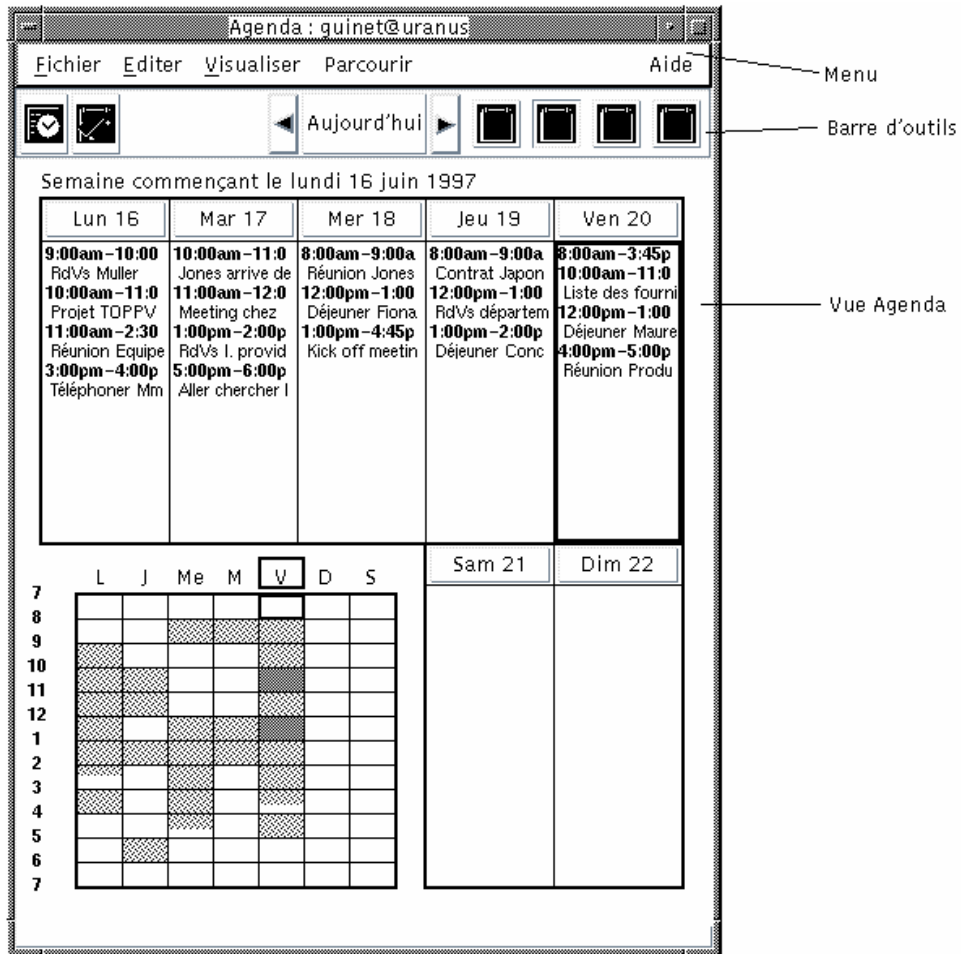 Agenda : guinet@uranus
Fichier Editer Visualiser Parcourir Aide
Menu
Aujourd'hui
Barre d'outils
Semaine commençant le lundi 16 juin 1997
Lun 16 Mar 17 Mer 18 Jeu 19 Ven 20
9:00am-10:00
RdVs Muller
10:00am-11:0
Projet TOPPV
11:00am-2:30
Réunion Equipe
3:00pm-4:00p
Téléphoner Mm
10:00am-11:0
Jones arrive de
11:00am-12:0
Meeting chez
1:00pm-2:00p
RdVs I. provid
5:00pm-6:00p
Aller chercher l
8:00am-9:00a
Réunion Jones
12:00pm-1:00
Déjeuner Fiona
1:00pm-4:45p
Kick off meetin
8:00am-9:00a
Contrat Japon
12:00pm-1:00
RdVs départem
1:00pm-2:00p
Déjeuner Conc
8:00am-3:45p
10:00am-11:0
Liste des fourni
12:00pm-1:00
Déjeuner Maure
4:00pm-5:00p
Réunion Produ
Vue Agenda
L J Me M V D S
7
8
9
10
11
12
1
2
3
4
5
6
7
Sam 21 Dim 22